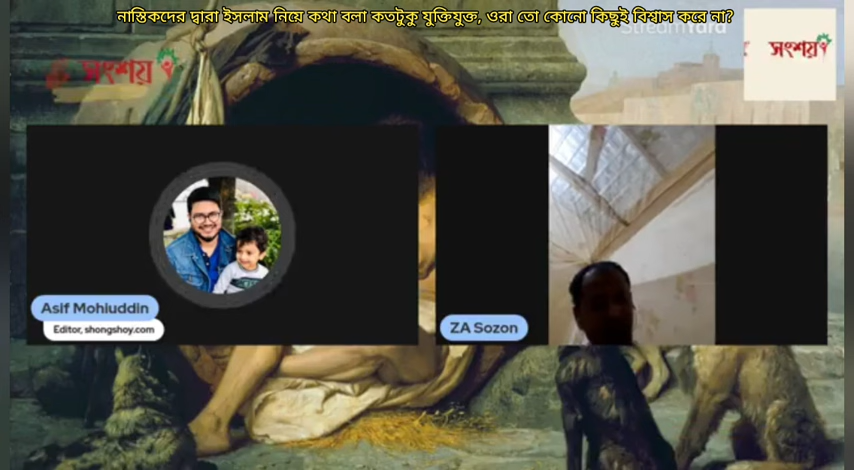 নাস্তিকদের দ্বারা ইসলাম নিয়ে কথা বলা কতটুকু যুক্তিযুক্ত, ওরা তো কোনো কিছুই বিশ্বাস করে না?
StreamYard
সংশয়
সংশয়
Asif Mohiuddin
Editor, shongshoy.com
ZA Sozon